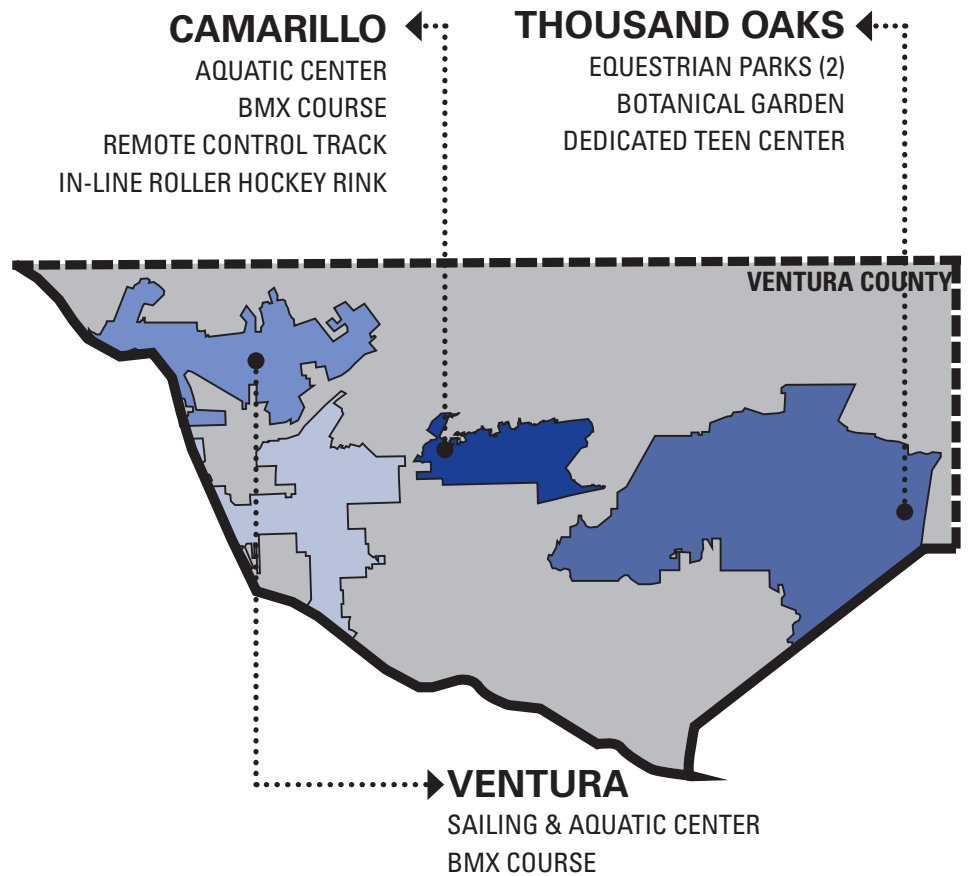 CAMARILLO
AQUATIC CENTER
BMX COURSE
REMOTE CONTROL TRACK
IN-LINE ROLLER HOCKEY RINK
THOUSAND OAKS
EQUESTRIAN PARKS (2)
BOTANICAL GARDEN
DEDICATED TEEN CENTER
VENTURA COUNTY
VENTURA
SAILING & AQUATIC CENTER
BMX COURSE